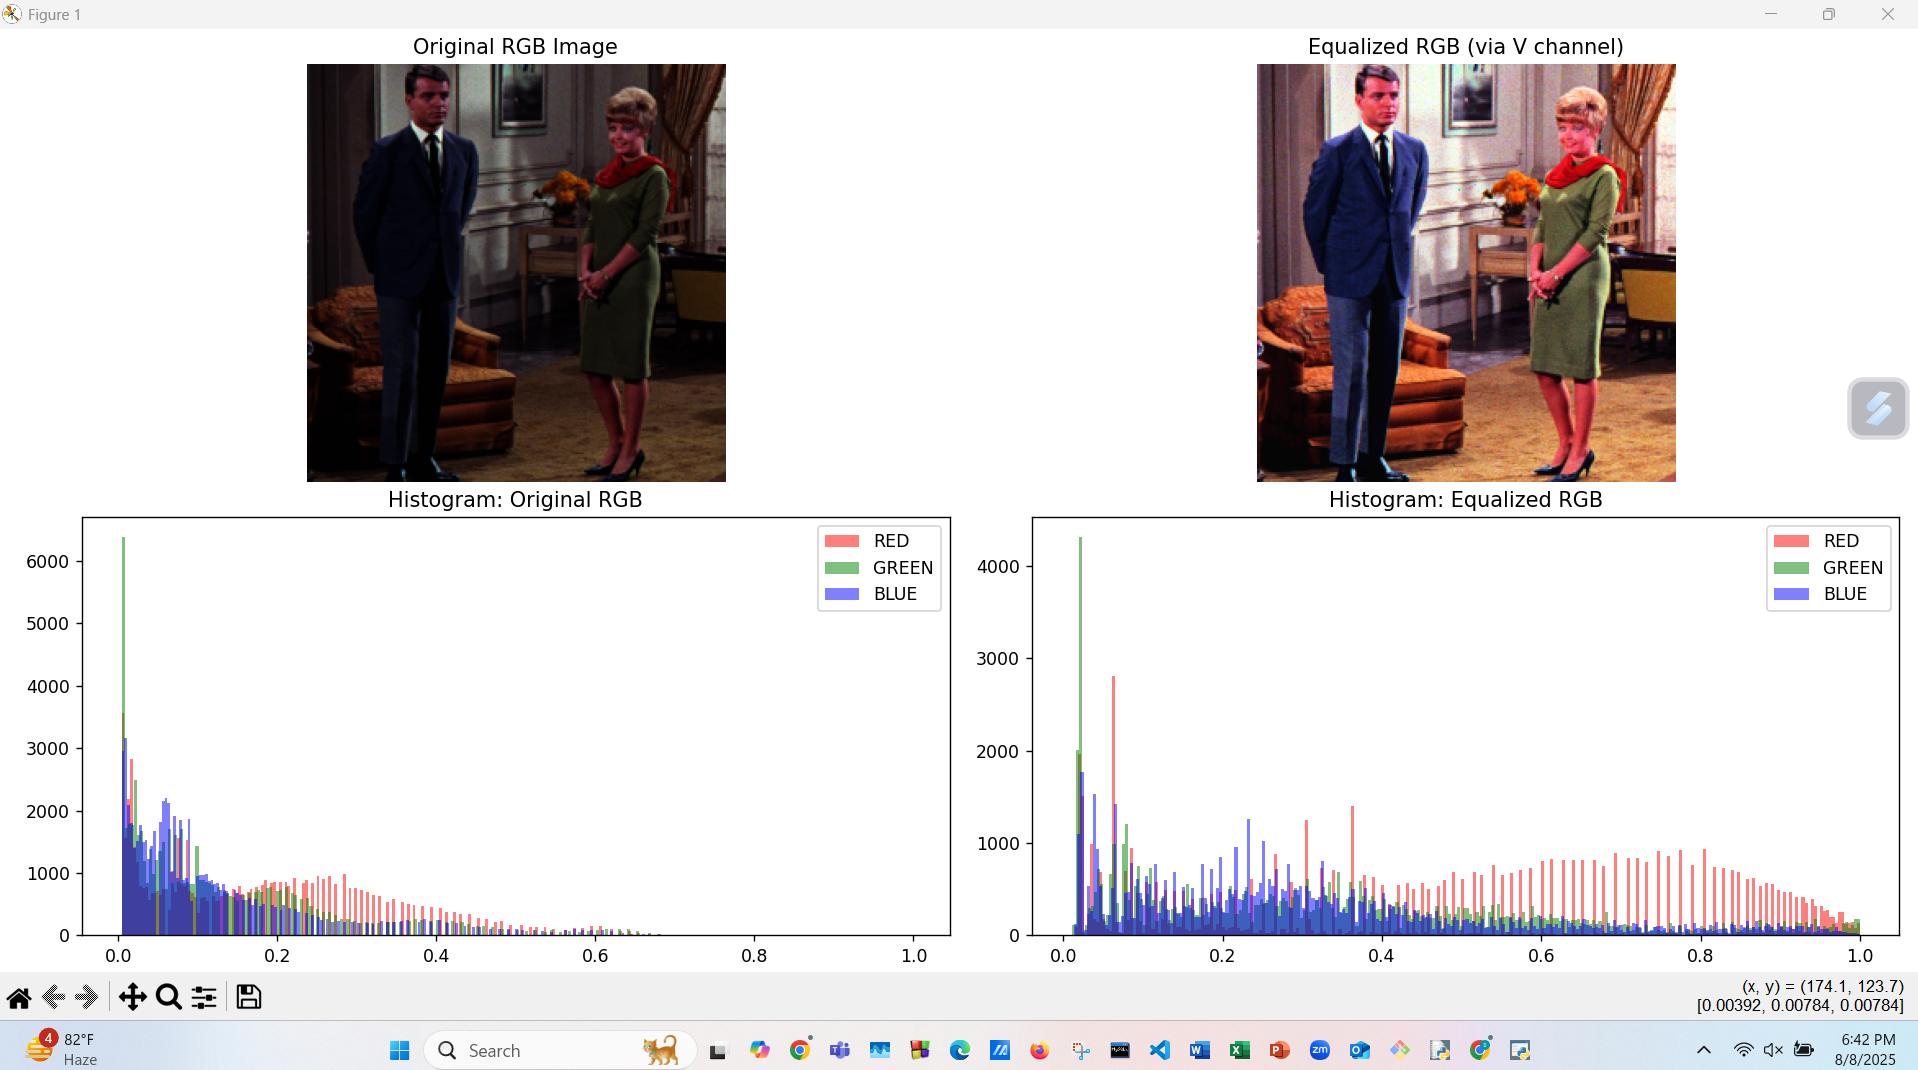 Figure 1
Original RGB Image
Equalized RGB (via V channel)
Histogram: Original RGB
Histogram: Equalized RGB
RED
GREEN
BLUE
6000
5000
4000
3000
2000
1000
0
0.0 0.2 0.4 0.6 0.8 1.0
RED
GREEN
BLUE
4000
3000
2000
1000
0
0.0 0.2 0.4 0.6 0.8 1.0
(x, y) = (174.1, 123.7)
[0.00392, 0.00784, 0.00784]
4
82°F
Haze
Search
zm
6:42 PM
8/8/2025